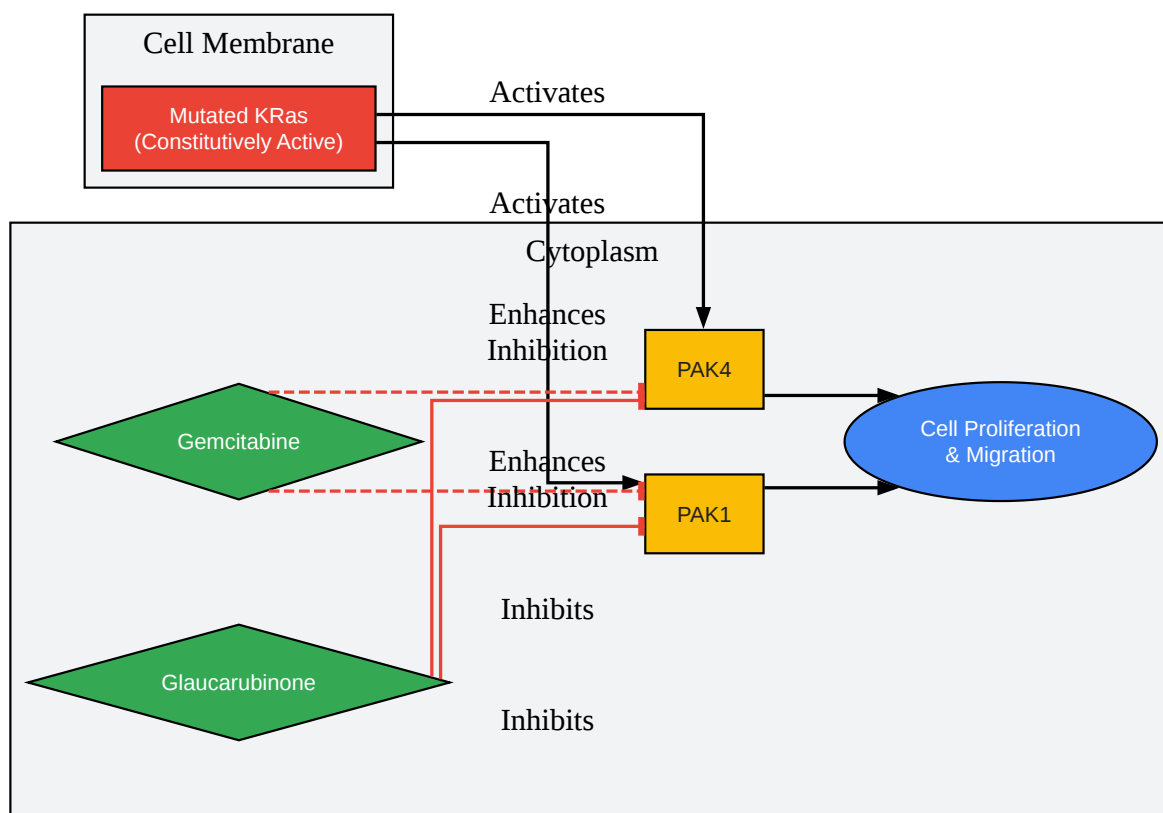 Cell Membrane
Mutated KRas
(Constitutively Active)
Activates
Activates
Cytoplasm
Enhances
Inhibition
PAK4
Gemcitabine
Cell Proliferation
& Migration
Enhances
Inhibition
PAK1
Inhibits
Glaucarubinone
Inhibits